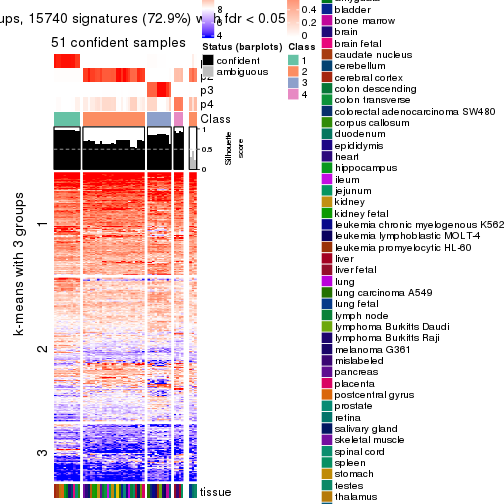 ups, 15740 signatures (72.9%) with fdr < 0.05
51 confident samples
p3
p4
Class
1
0.5
0
Silhouette
score
k-means with 3 groups
1
2
3
tissue
8
6
4
0.4
0.2
0
Status (barplots)
confident
ambiguous
Class
1
2
3
4
bladder
bone marrow
brain
brain fetal
caudate nucleus
cerebellum
cerebral cortex
colon descending
colon transverse
colorectal adenocarcinoma SW480
corpus callosum
duodenum
epididymis
heart
hippocampus
ileum
jejunum
kidney
kidney fetal
leukemia chronic myelogenous K562
leukemia lymphoblastic MOLT-4
leukemia promyelocytic HL-60
liver
liver fetal
lung
lung carcinoma A549
lung fetal
lymph node
lymphoma Burkitts Daudi
lymphoma Burkitts Raji
melanoma G361
mislabeled
pancreas
placenta
postcentral gyrus
prostate
retina
salivary gland
skeletal muscle
spinal cord
spleen
stomach
testes
thalamus